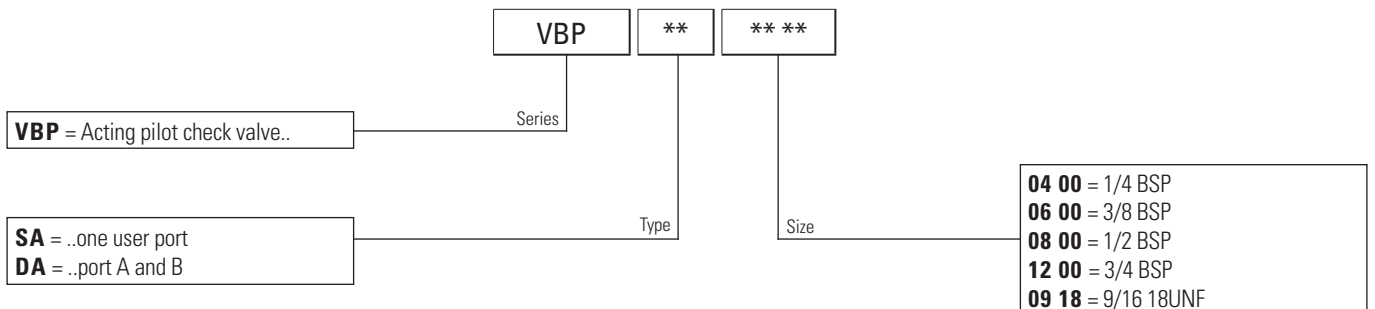 VBP ** ** **
Series
VBP = Acting pilot check valve..
Type
SA = ..one user port
DA = ..port A and B
Size
04 00 = 1/4 BSP
06 00 = 3/8 BSP
08 00 = 1/2 BSP
12 00 = 3/4 BSP
09 18 = 9/16 18UNF